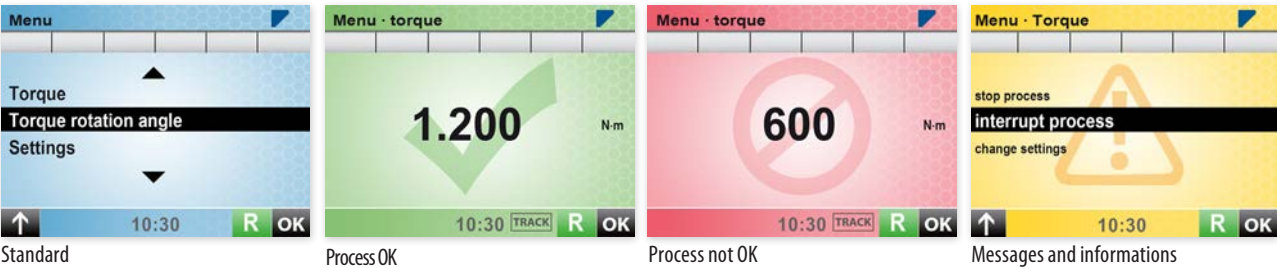 Menu
Torque
Torque rotation angle
Settings
10:30 R OK
Standard
Menu · torque
1.200 N·m
10:30 TRACK R OK
Process OK
Menu · torque
600 N·m
10:30 TRACK R OK
Process not OK
Menu · Torque
stop process
interrupt process
change settings
10:30 R OK
Messages and informations